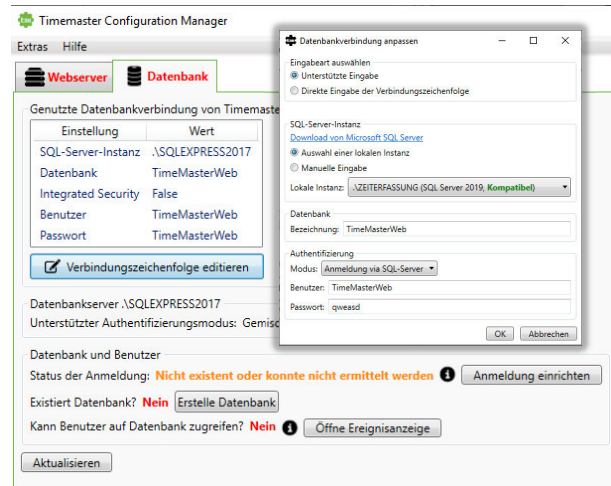 Timemaster Configuration Manager
Extras Hilfe
Webserver
Datenbank
Genutzte Datenbankverbindung von Timemaste
Einstellung Wert
SQL-Server-Instanz .\SQLEXPRESS2017
Datenbank TimeMasterWeb
Integrated Security False
Benutzer TimeMasterWeb
Passwort TimeMasterWeb
Verbindungszeichenfolge editieren
Datenbankserver .\SQLEXPRESS2017
Unterstützter Authentifizierungsmodus: Gemisc
Datenbank und Benutzer
Status der Anmeldung: Nicht existent oder konnte nicht ermittelt werden Anmeldung einrichten
Existiert Datenbank? Nein Erstelle Datenbank
Kann Benutzer auf Datenbank zugreifen? Nein Öffne Ereignisanzeige
Aktualisieren
Datenbankverbindung anpassen
Eingabeart auswählen
Unterstützte Eingabe
Direkte Eingabe der Verbindungszeichenfolge
SQL-Server-Instanz
Download von Microsoft SQL Server
Auswahl einer lokalen Instanz
Manuelle Eingabe
Lokale Instanz: .\ZEITERFASSUNG (SQL Server 2019, Kompatibel)
Datenbank
Bezeichnung: TimeMasterWeb
Authentifizierung
Modus: Anmeldung via SQL-Server
Benutzer: TimeMasterWeb
Passwort: qweasd
OK Abbrechen